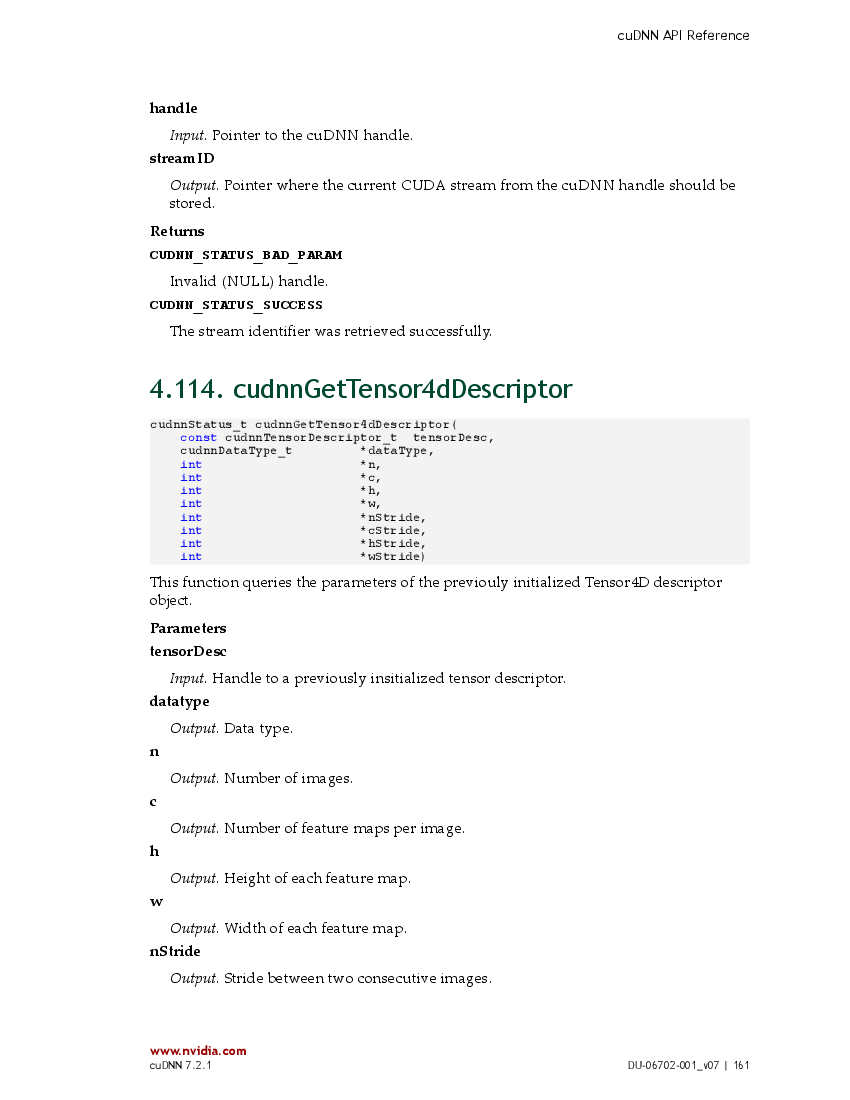 cuDNN API Reference
handle
Input. Pointer to the cuDNN handle.
streamID
Output. Pointer where the current CUDA stream from the cuDNN handle should be
stored.
Returns
CUDNN_STATUS_BAD_PARAM
Invalid (NULL) handle.
CUDNN_STATUS_SUCCESS
The stream identifier was retrieved successfully.
4.114. cudnnGetTensor4dDescriptor
cudnnStatus_t cudnnGetTensor4dDescriptor(
    const cudnnTensorDescriptor_t  tensorDesc,
    cudnnDataType_t         *dataType,
    int                     *n,
    int                     *c,
    int                     *h,
    int                     *w,
    int                     *nStride,
    int                     *cStride,
    int                     *hStride,
    int                     *wStride)
This function queries the parameters of the previouly initialized Tensor4D descriptor
object.
Parameters
tensorDesc
Input. Handle to a previously insitialized tensor descriptor.
datatype
Output. Data type.
n
Output. Number of images.
c
Output. Number of feature maps per image.
h
Output. Height of each feature map.
w
Output. Width of each feature map.
nStride
Output. Stride between two consecutive images.
www.nvidia.com
cuDNN 7.2.1 DU-06702-001_v07 | 161